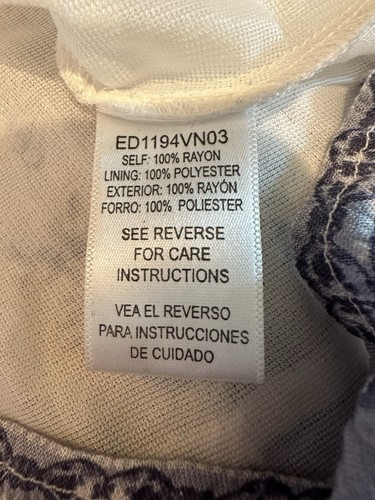 ED1194VN03
SELF: 100% RAYON
LINING: 100% POLYESTER
EXTERIOR: 100% RAYÓN
FORRO: 100% POLIESTER
SEE REVERSE
FOR CARE
INSTRUCTIONS
VEA EL REVERSO
PARA INSTRUCCIONES
DE CUIDADO